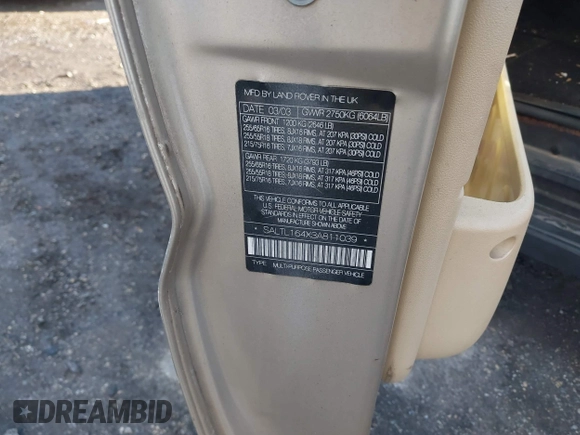 MFD BY LAND ROVER IN THE UK
DATE 03/03 GVWR 2750KG (6064LB)
GAWR FRONT 1200 KG (2646 LB)
255/65R16 TIRES, 8JX16 RIMS, AT 207 KPA (30PSI) COLD
255/55R18 TIRES, 8JX18 RIMS, AT 207 KPA (30PSI) COLD
215/75R16 TIRES, 7JX16 RIMS, AT 207 KPA (30PSI) COLD
GAWR REAR 1720 KG (3793 LB)
255/65R16 TIRES, 8JX16 RIMS, AT 317 KPA (46PSI) COLD
255/55R18 TIRES, 8JX18 RIMS, AT 317 KPA (46PSI) COLD
215/75R16 TIRES, 7JX16 RIMS, AT 317 KPA (46PSI) COLD
THIS VEHICLE CONFORMS TO ALL APPLICABLE
U.S. FEDERAL MOTOR VEHICLE SAFETY
STANDARDS IN EFFECT ON THE DATE OF
MANUFACTURE SHOWN ABOVE
* SALTL164X3A811039 *
TYPE MULTI-PURPOSE PASSENGER VEHICLE
DREAMBID